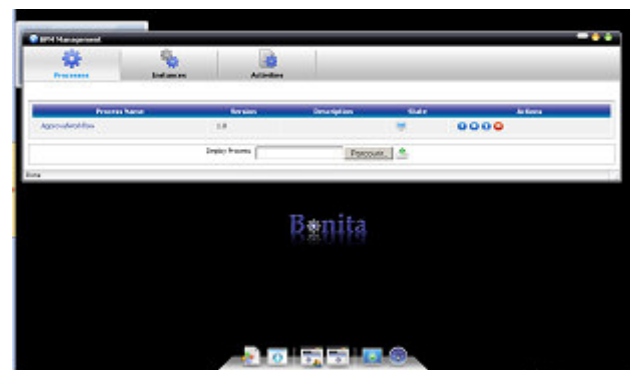 BPM Management
Processes Instances Activities
Process Name Version Description State Actions
ApprovalWorkflow 1.0
Deploy Process Parcourir...
Bonita